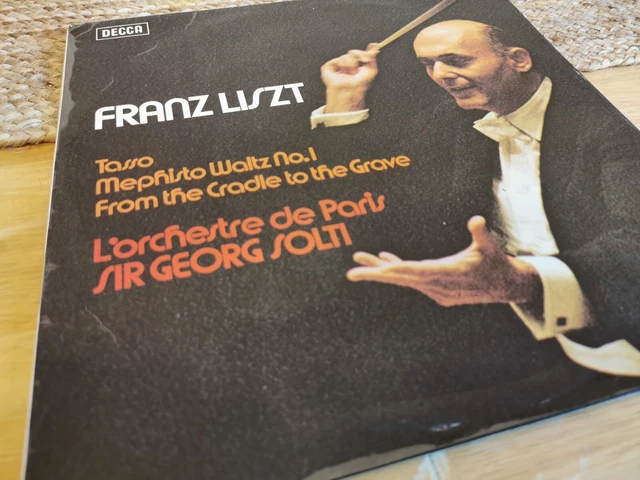 DECCA
FRANZ LISZT
Tasso
Mephisto Waltz No.1
From the Cradle to the Grave
L'orchestre de Paris
SIR GEORG SOLTI